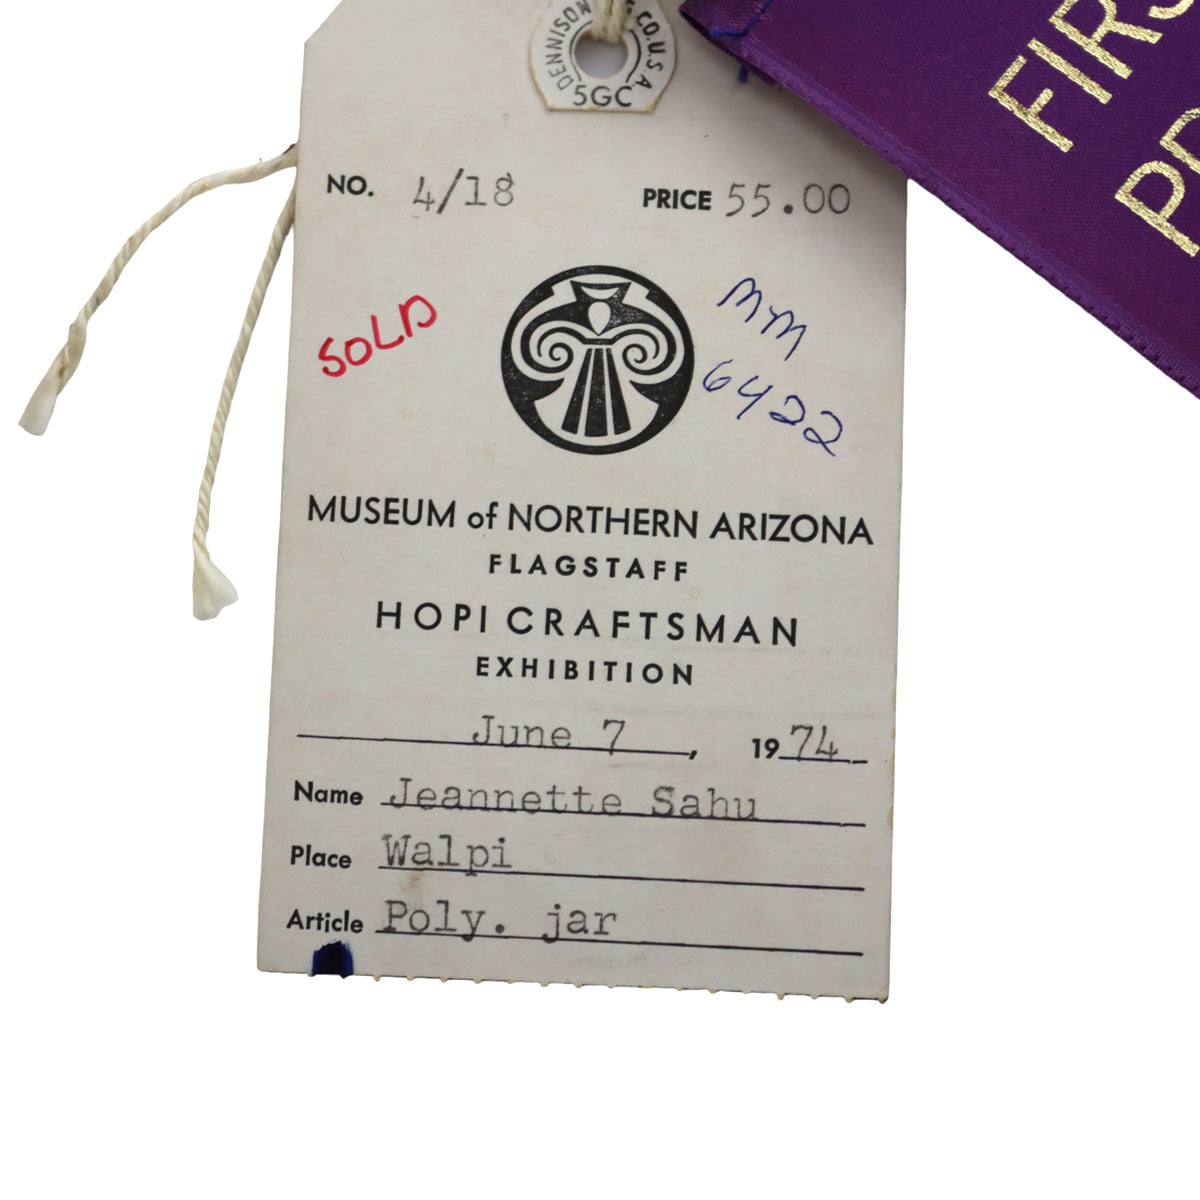 DENNISON CO. U.S.A.
5GC
FIRS
PR
NO. 4/18 PRICE 55.00
SOLD
MM
6422
MUSEUM of NORTHERN ARIZONA
FLAGSTAFF
HOPI CRAFTSMAN
EXHIBITION
June 7, 1974
Name Jeannette Sahu
Place Walpi
Article Poly. jar